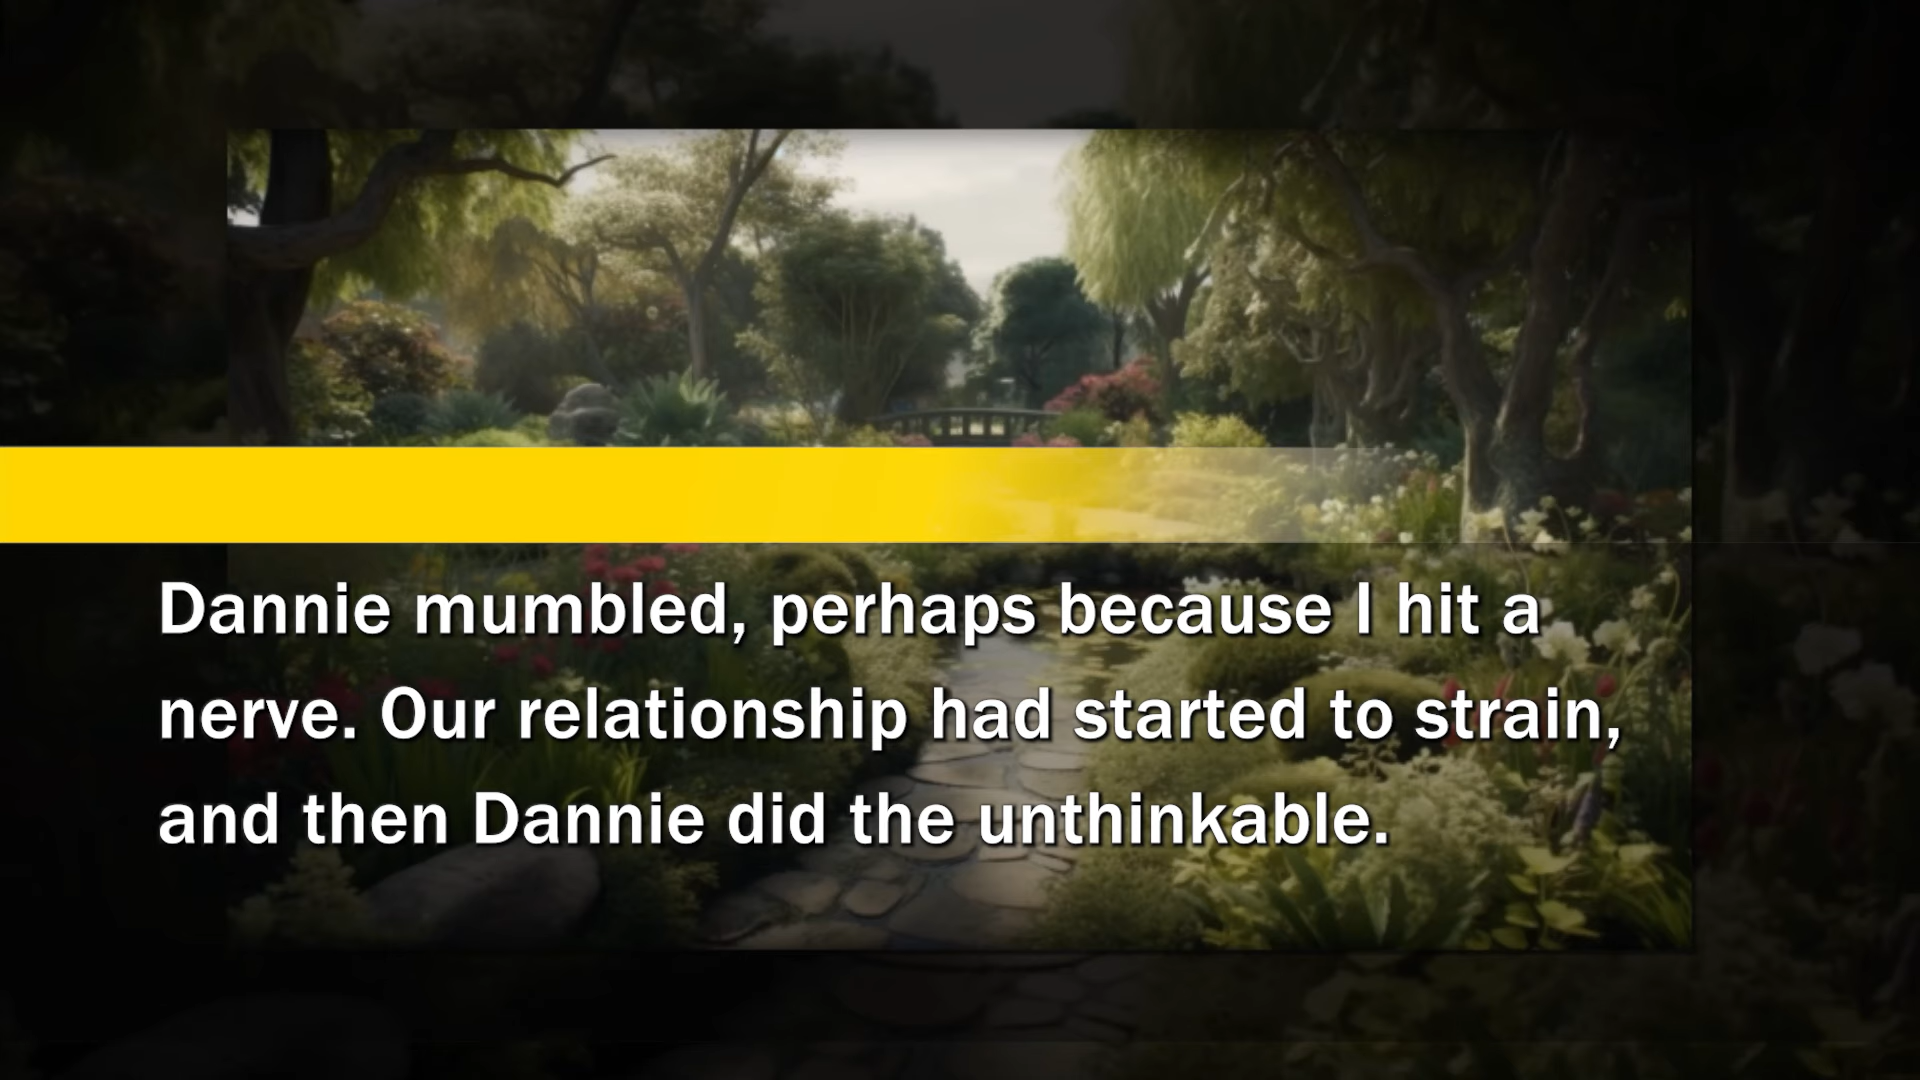 Dannie mumbled, perhaps because I hit a
nerve. Our relationship had started to strain,
and then Dannie did the unthinkable.